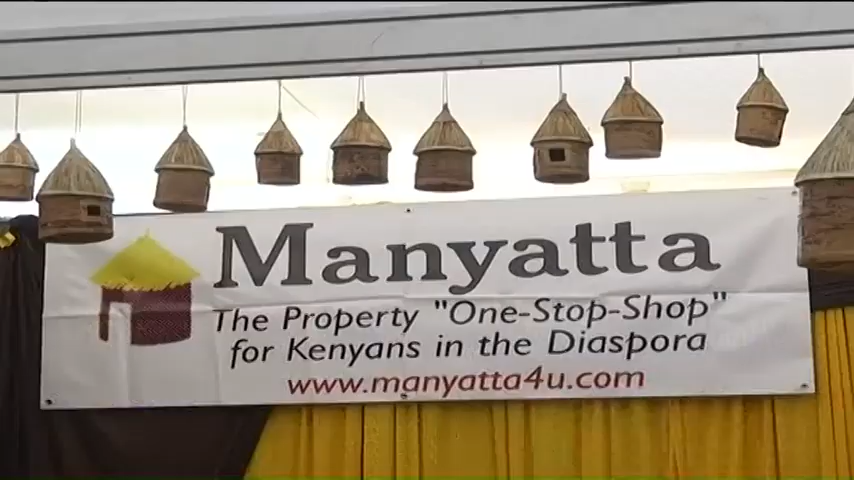 Manyatta
The Property "One-Stop-Shop"
for Kenyans in the DIaspora
www.manyatta4u.com